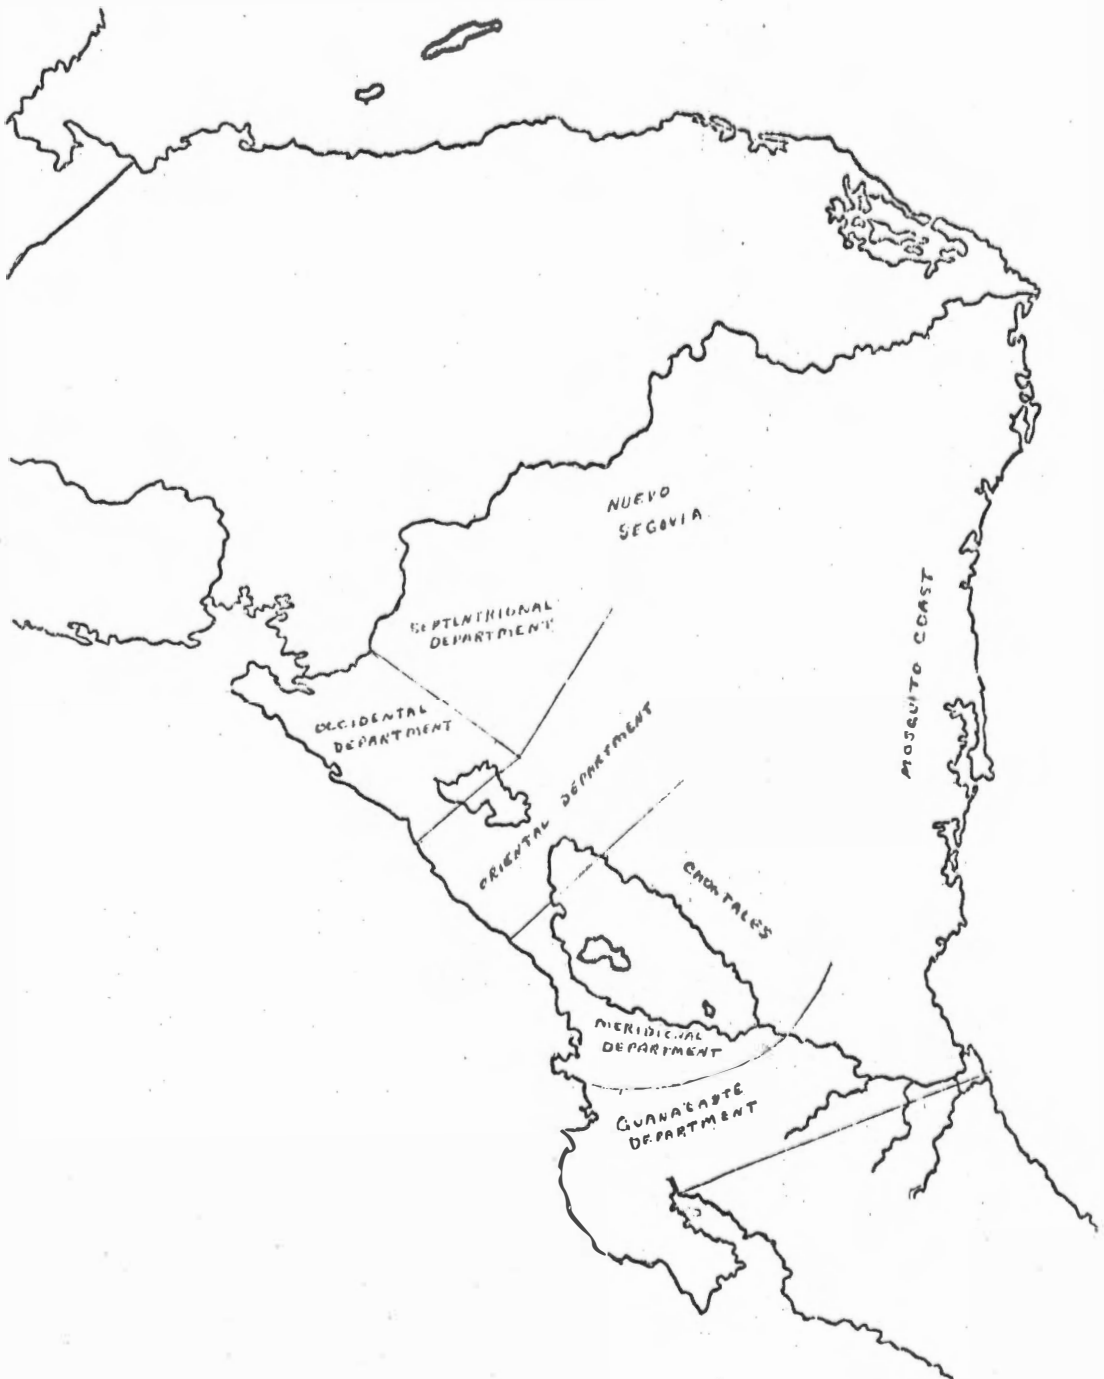 NUEVO
SEGOVIA
SEPTENTRIONAL
DEPARTMENT
MOSQUITO COAST
OCCIDENTAL
DEPARTMENT
ORIENTAL DEPARTMENT
CHONTALES
MERIDIONAL
DEPARTMENT
GUANACASTE
DEPARTMENT